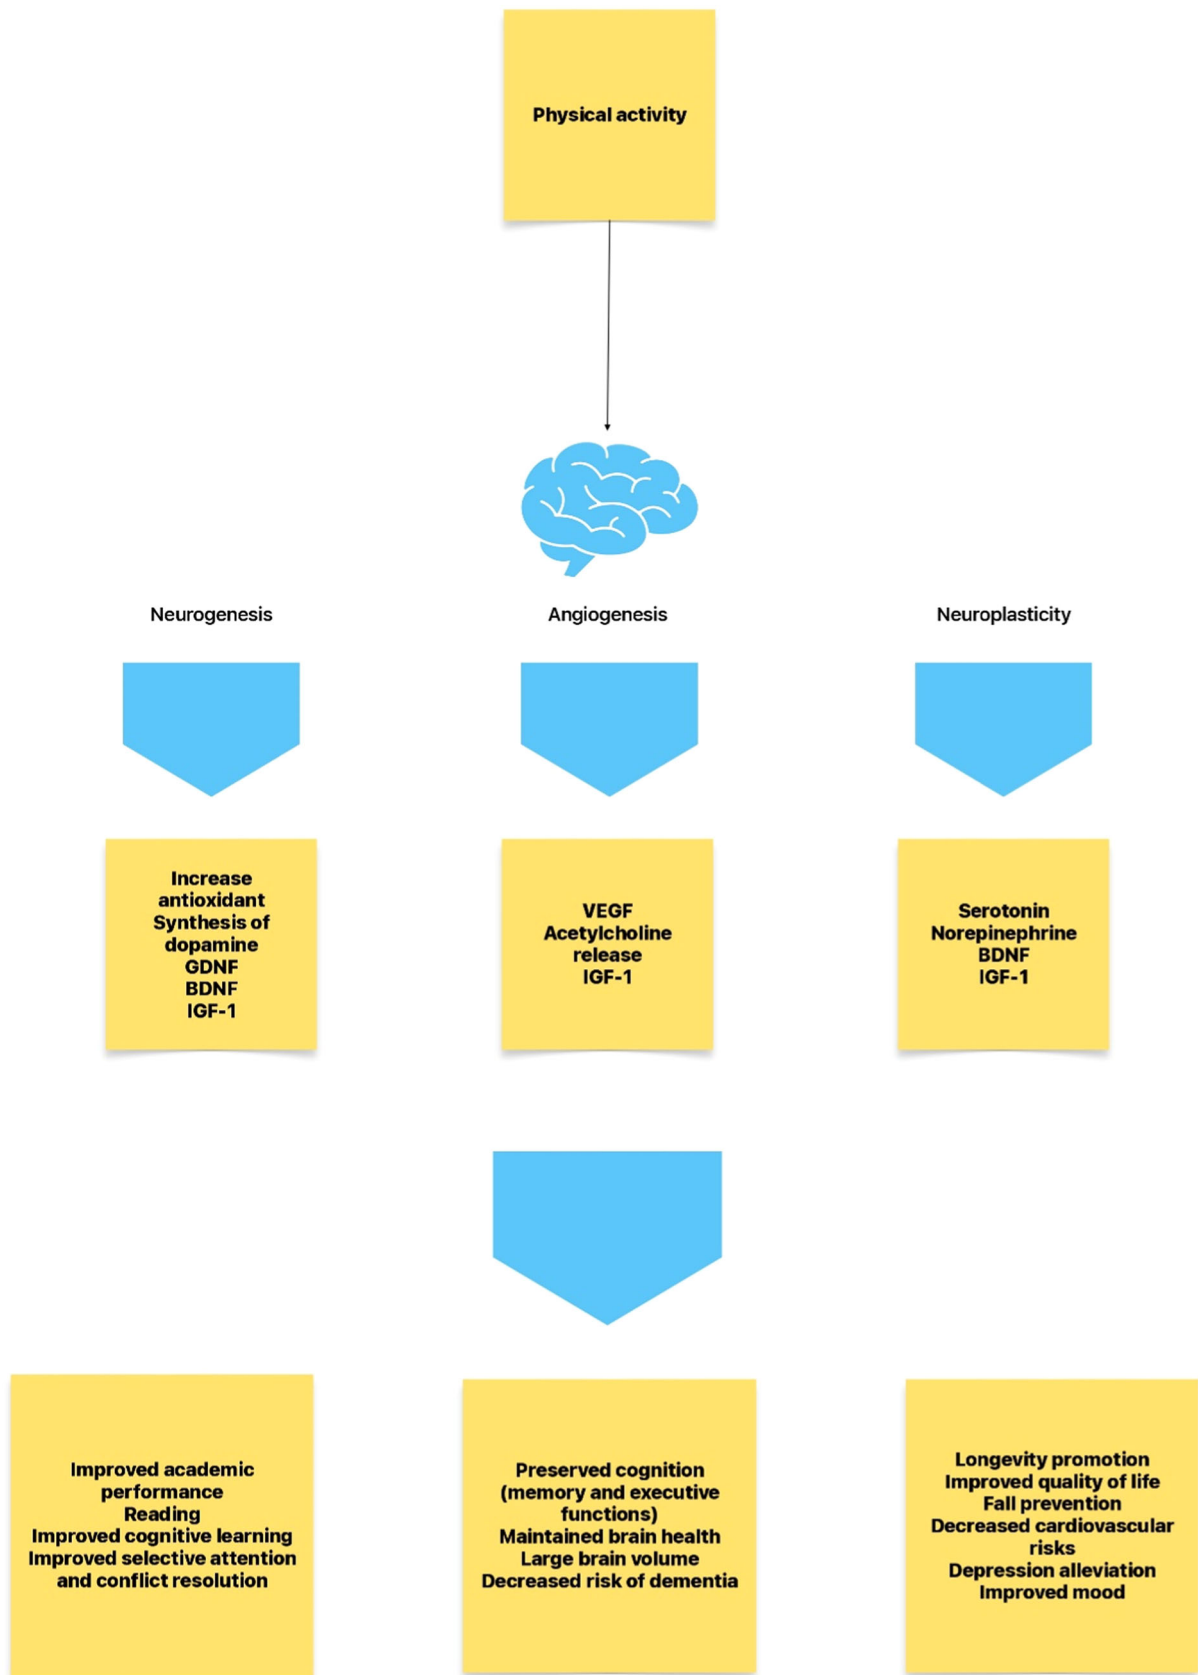 Physical activity
Neurogenesis
Angiogenesis
Neuroplasticity
Increase
antioxidant
Synthesis of
dopamine
GDNF
BDNF
IGF-1
VEGF
Acetylcholine
release
IGF-1
Serotonin
Norepinephrine
BDNF
IGF-1
Improved academic
performance
Reading
Improved cognitive learning
Improved selective attention
and conflict resolution
Preserved cognition
(memory and executive
functions)
Maintained brain health
Large brain volume
Decreased risk of dementia
Longevity promotion
Improved quality of life
Fall prevention
Decreased cardiovascular
risks
Depression alleviation
Improved mood